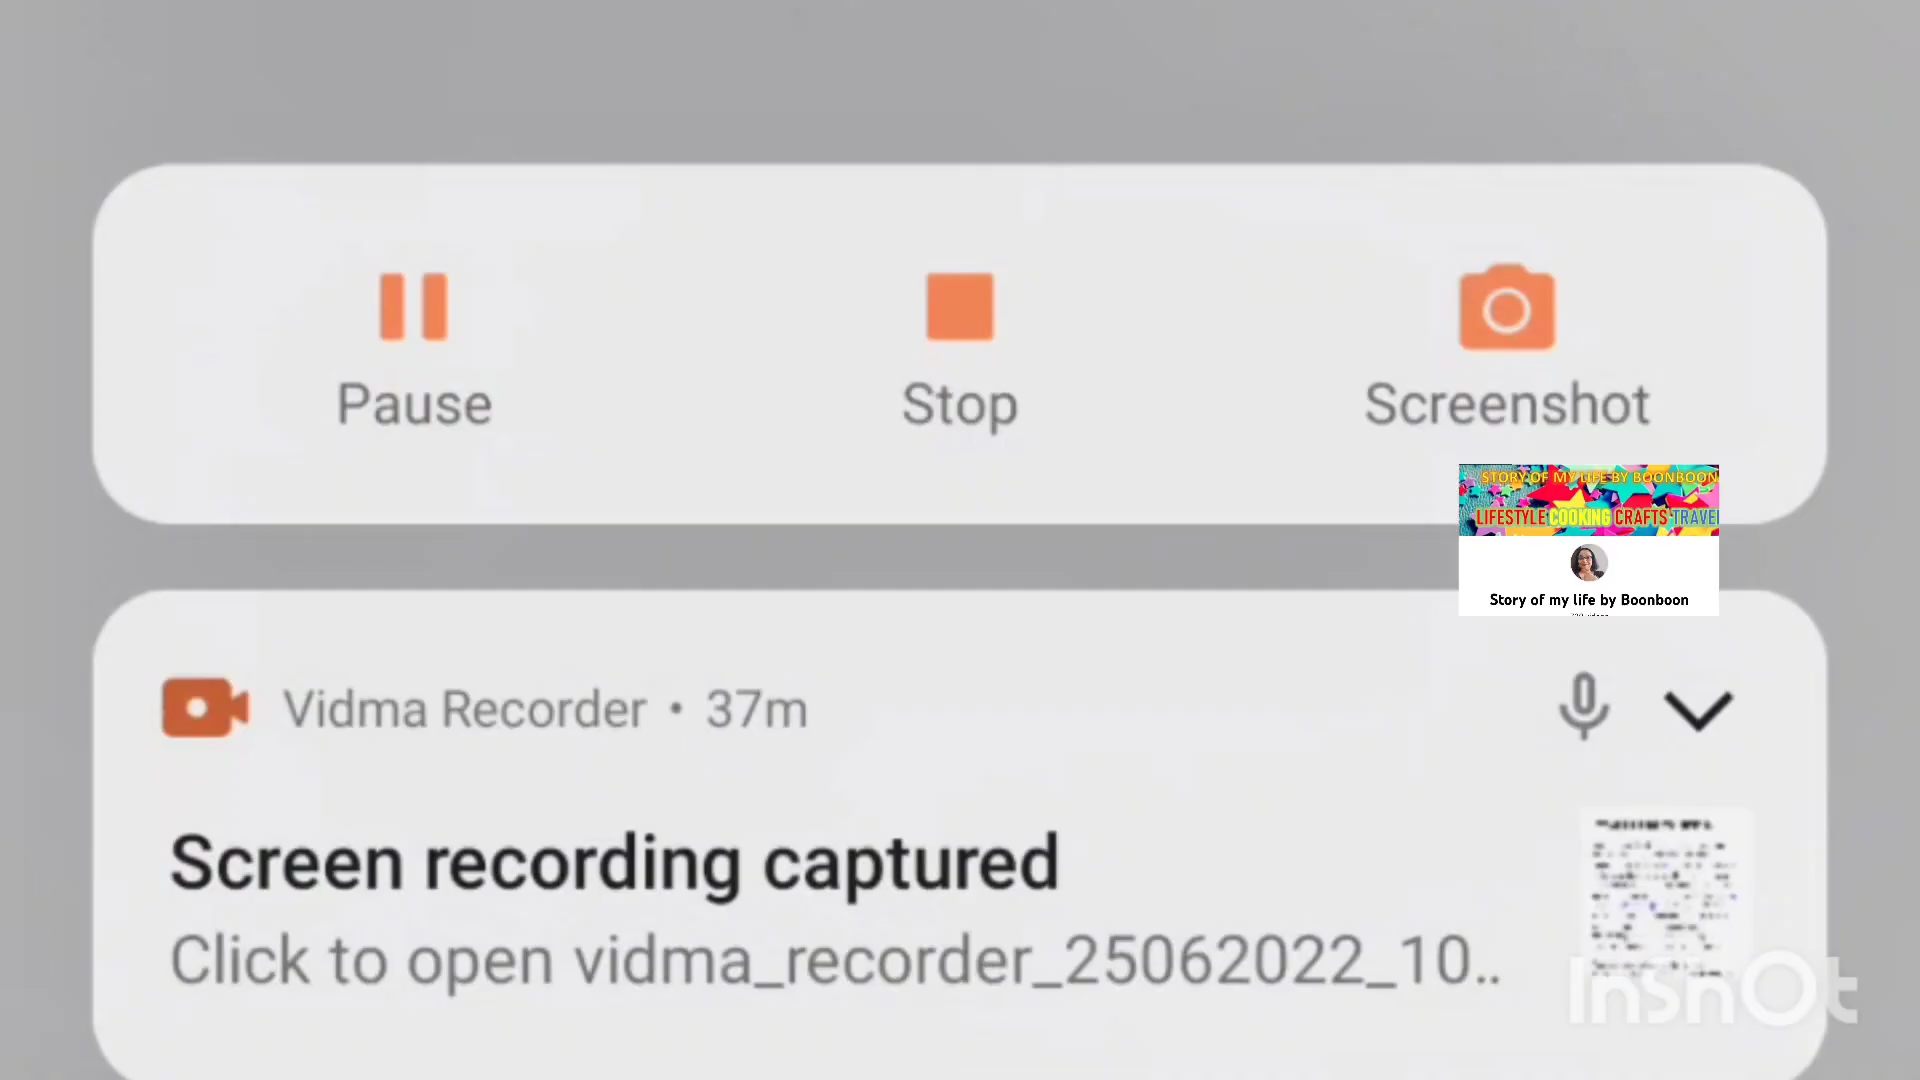 Pause
Stop
Screenshot
STORY OF MY LIFE BY BOONBOON
LIFESTYLE COOKING CRAFTS TRAVEL
Story of my life by Boonboon
Vidma Recorder • 37m
Screen recording captured
Click to open vidma_recorder_25062022_10..
InShOt